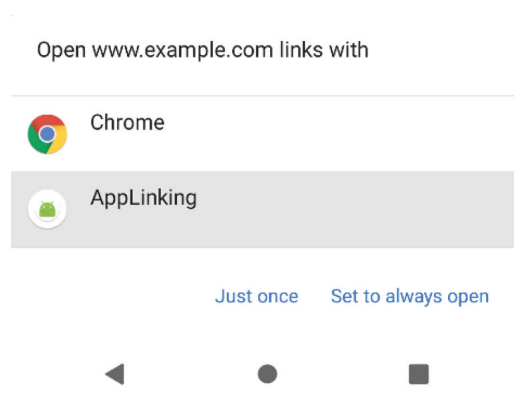 Open www.example.com links with
Chrome
AppLinking
Just once Set to always open